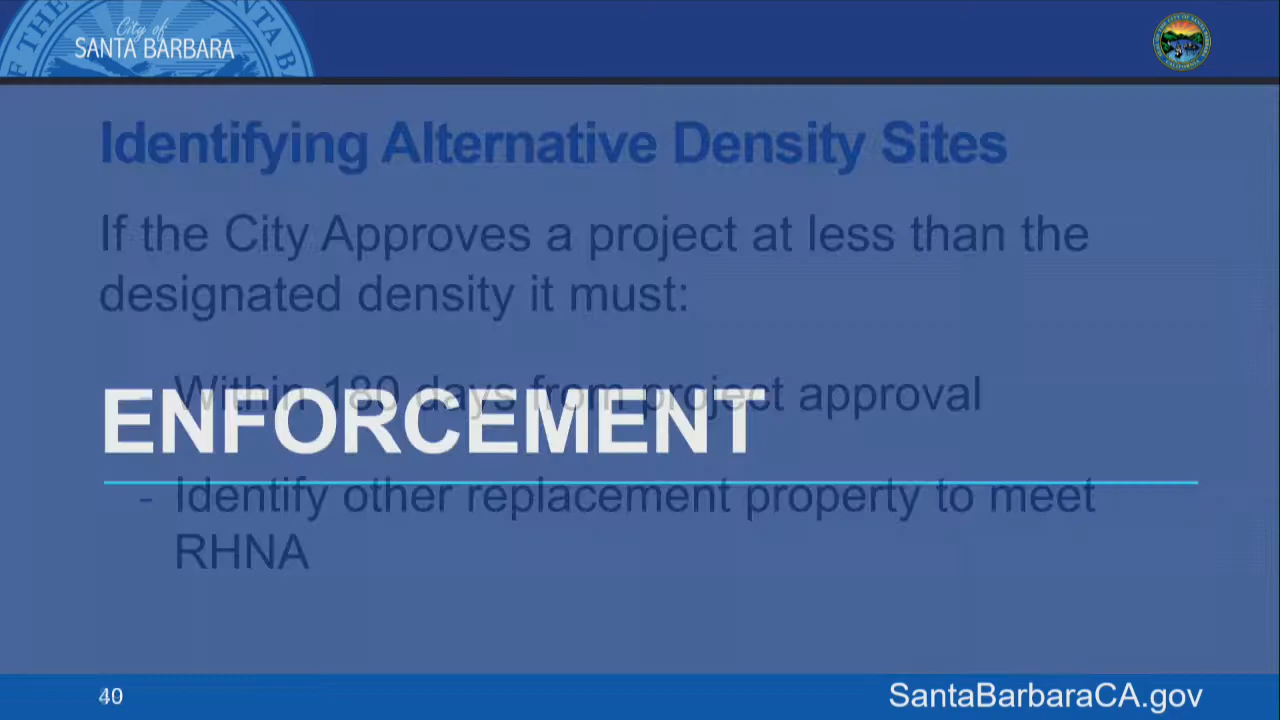 City of
SANTA BARBARA
Identifying Alternative Density Sites
If the City Approves a project at less than the
designated density it must:
Within 180 days from project approval
ENFORCEMENT
- Identify other replacement property to meet
RHNA
40
SantaBarbaraCA.gov